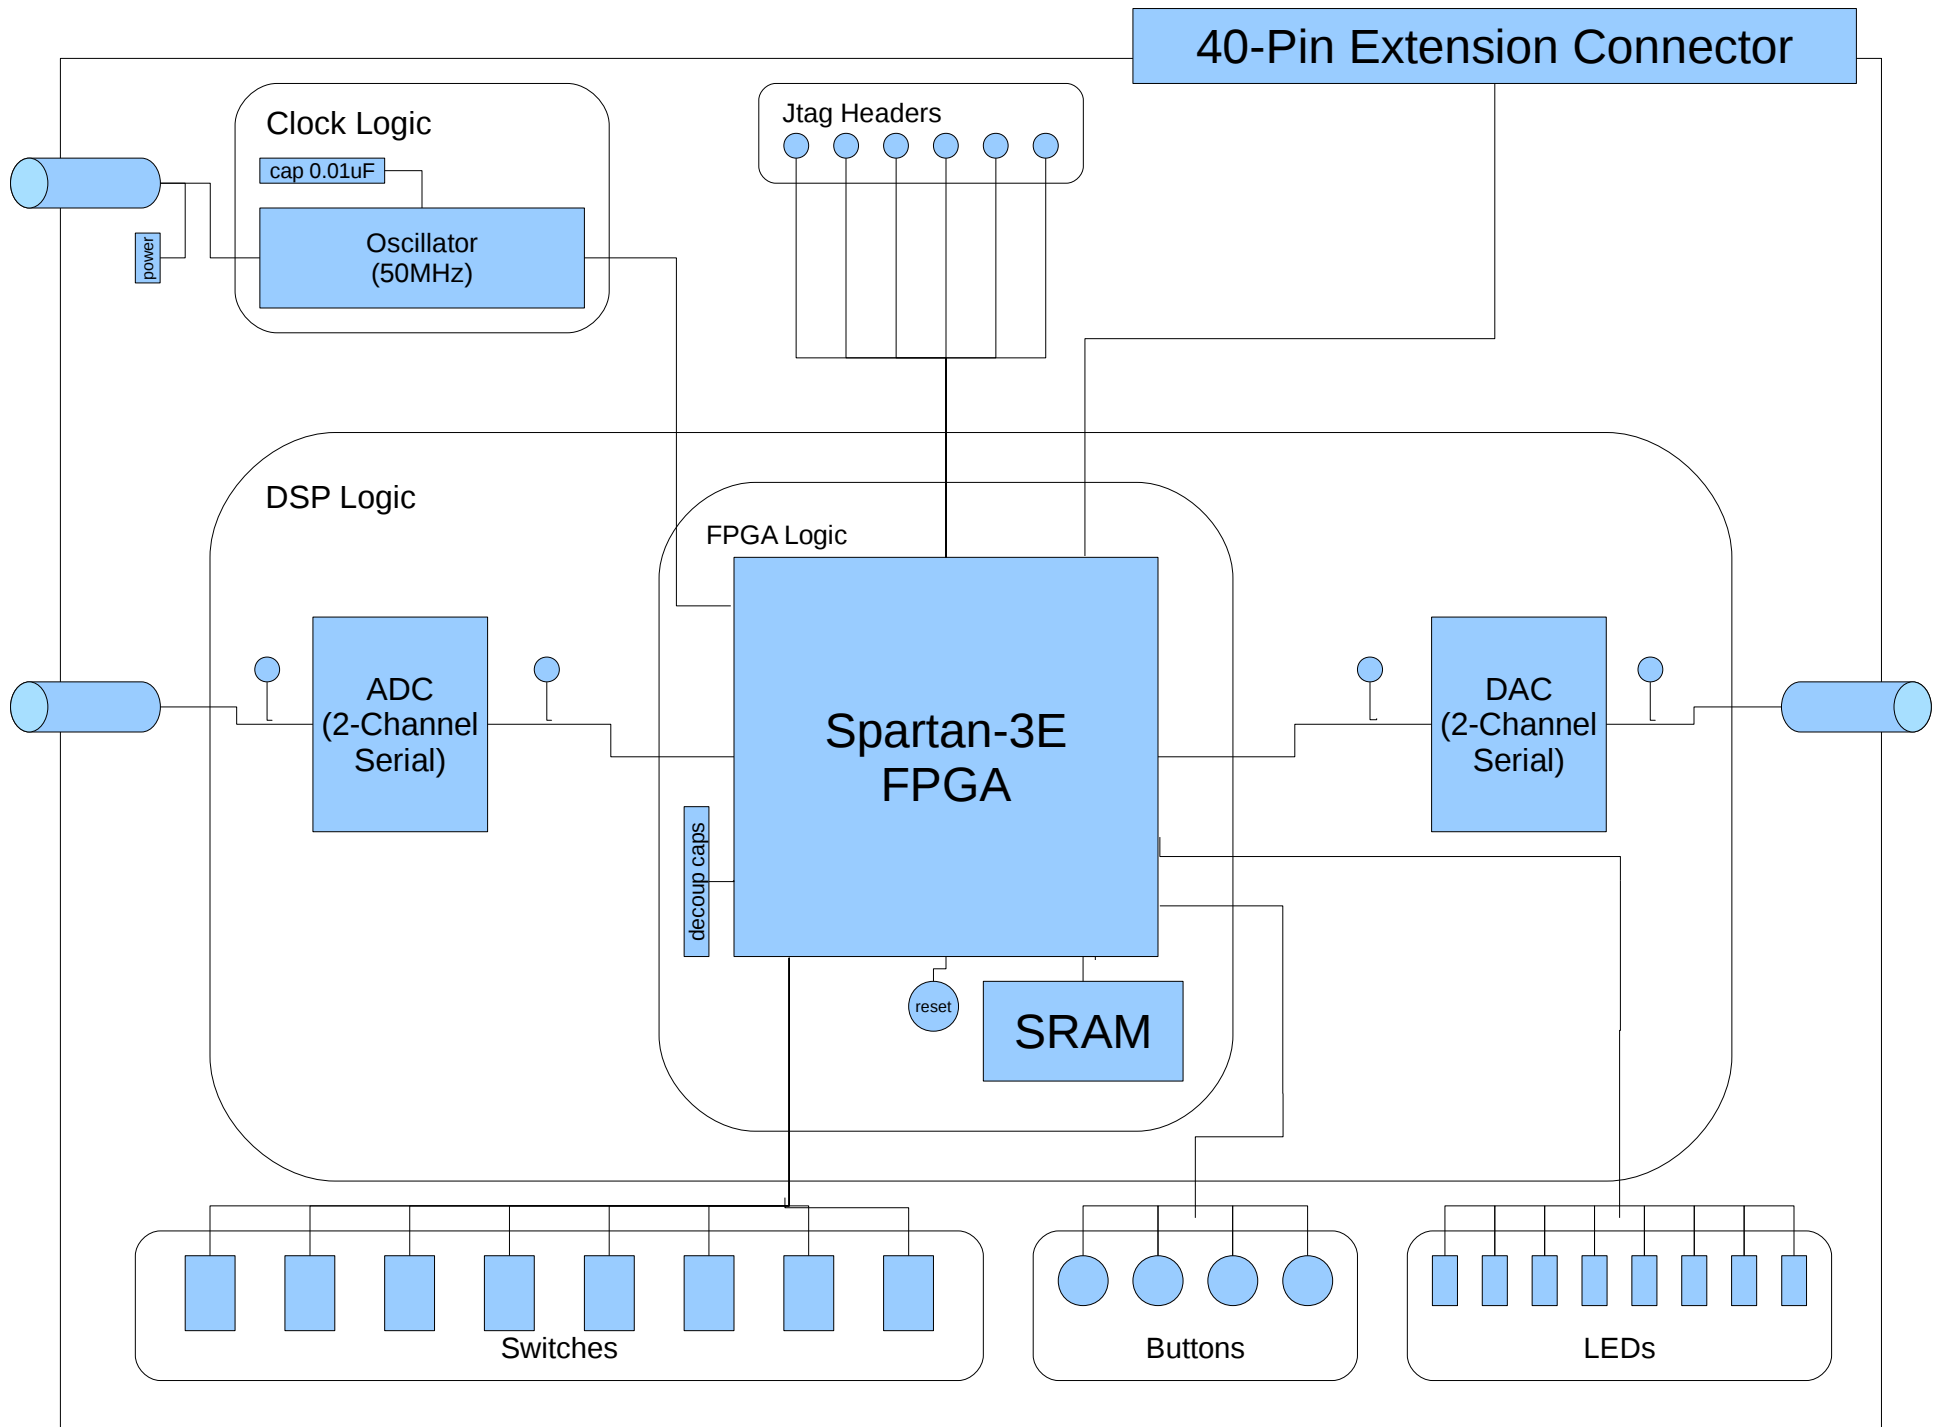 40-Pin Extension Connector
Clock Logic
Jtag Headers
cap 0.01uF
Oscillator
(50MHz)
power
DSP Logic
FPGA Logic
ADC
(2-Channel
Serial)
Spartan-3E
FPGA
DAC
(2-Channel
Serial)
decoup caps
reset
SRAM
Switches
Buttons
LEDs